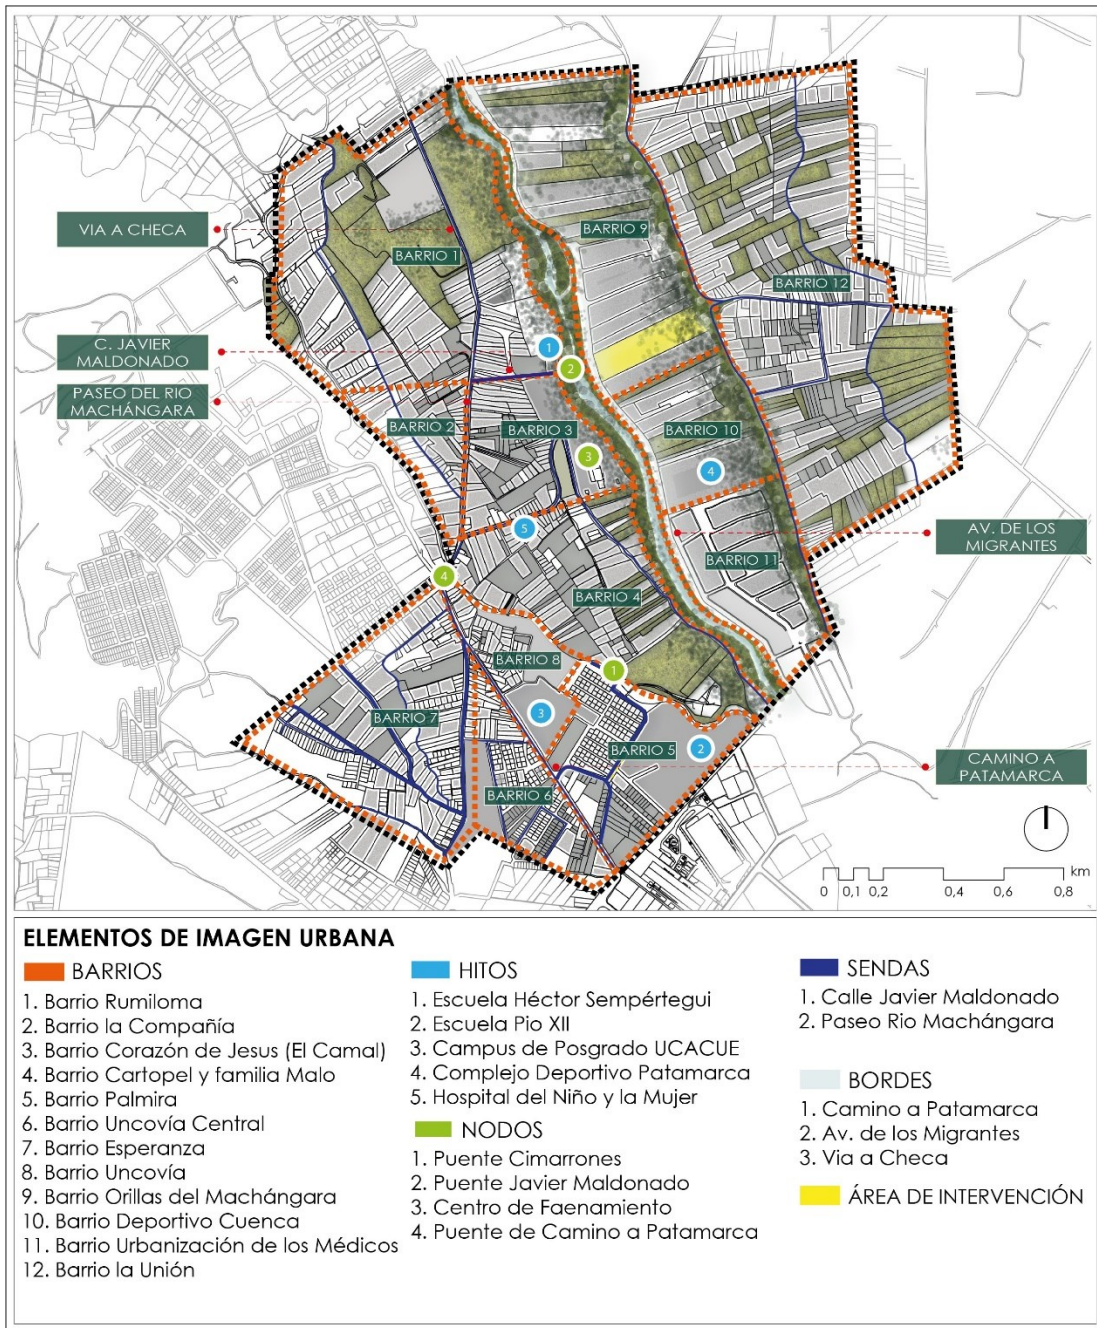 VIA A CHECA
C. JAVIER
MALDONADO
PASEO DEL RIO
MACHÁNGARA
BARRIO 1
BARRIO 9
BARRIO 12
1
2
BARRIO 2
BARRIO 3
3
BARRIO 10
4
5
AV. DE LOS
MIGRANTES
BARRIO 11
4
BARRIO 4
BARRIO 8
1
BARRIO 7
3
BARRIO 5
2
CAMINO A
PATAMARCA
BARRIO 6
km
0 0,1 0,2 0,4 0,6 0,8
ELEMENTOS DE IMAGEN URBANA
BARRIOS
1. Barrio Rumiloma
2. Barrio la Compañía
3. Barrio Corazón de Jesus (El Camal)
4. Barrio Cartopel y familia Malo
5. Barrio Palmira
6. Barrio Uncovía Central
7. Barrio Esperanza
8. Barrio Uncovía
9. Barrio Orillas del Machángara
10. Barrio Deportivo Cuenca
11. Barrio Urbanización de los Médicos
12. Barrio la Unión
HITOS
1. Escuela Héctor Sempértegui
2. Escuela Pio XII
3. Campus de Posgrado UCACUE
4. Complejo Deportivo Patamarca
5. Hospital del Niño y la Mujer
NODOS
1. Puente Cimarrones
2. Puente Javier Maldonado
3. Centro de Faenamiento
4. Puente de Camino a Patamarca
SENDAS
1. Calle Javier Maldonado
2. Paseo Rio Machángara
BORDES
1. Camino a Patamarca
2. Av. de los Migrantes
3. Via a Checa
ÁREA DE INTERVENCIÓN